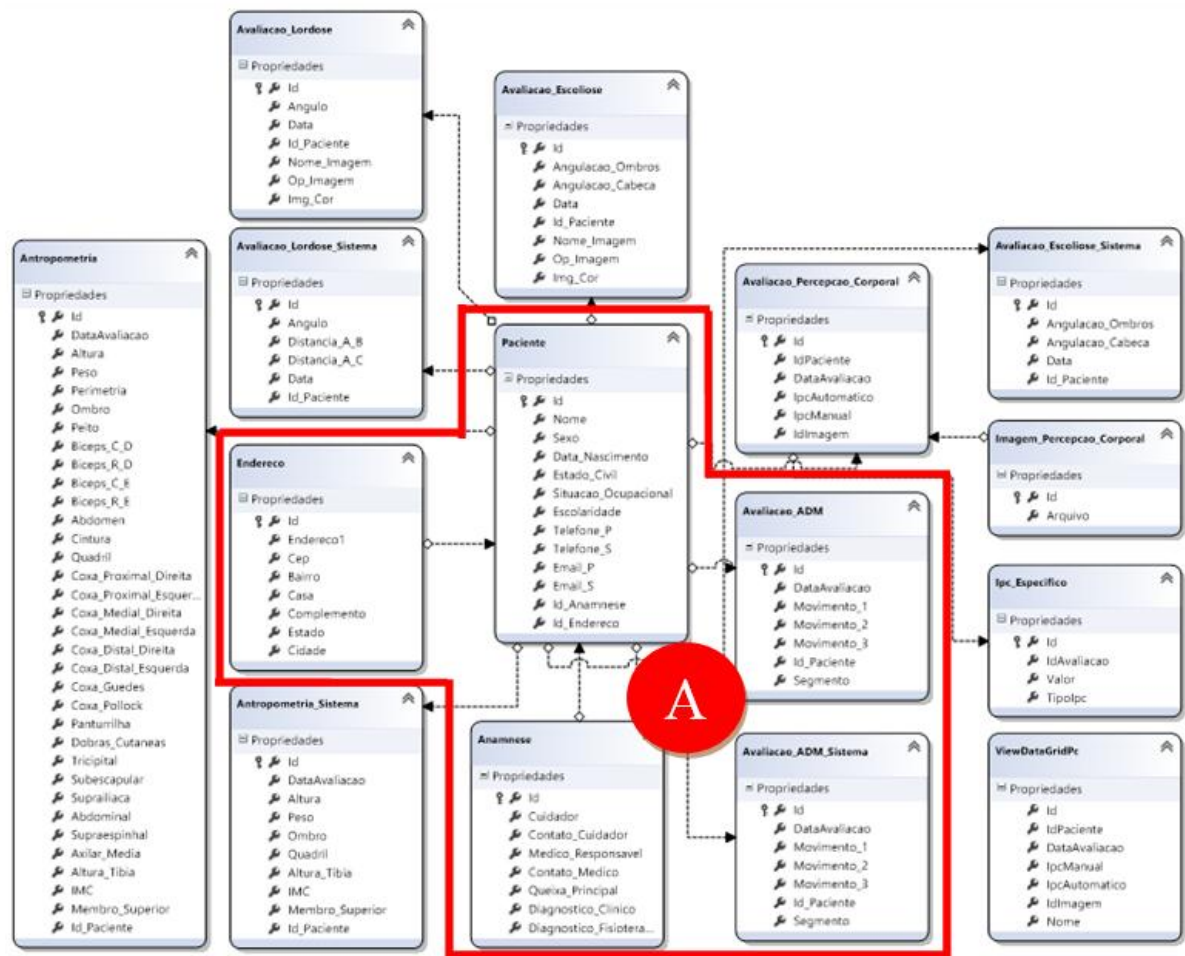 Avaliacao_Lordose
Propriedades
Id
Angulo
Data
Id_Paciente
Nome_Imagem
Op_Imagem
Img_Cor
Avaliacao_Escoliose
Propriedades
Id
Angulacao_Ombros
Angulacao_Cabeca
Data
Id_Paciente
Nome_Imagem
Op_Imagem
Img_Cor
Antropometria
Propriedades
Id
DataAvaliacao
Altura
Peso
Perimetria
Ombro
Peito
Biceps_C_D
Biceps_R_D
Biceps_C_E
Biceps_R_E
Abdomen
Cintura
Quadril
Coxa_Proximal_Direita
Coxa_Proximal_Esquer...
Coxa_Medial_Direita
Coxa_Medial_Esquerda
Coxa_Distal_Direita
Coxa_Distal_Esquerda
Coxa_Guedes
Coxa_Pollock
Panturrilha
Dobras_Cutaneas
Tricipital
Subescapular
Suprailiaca
Abdominal
Supraespinhal
Axilar_Media
Altura_Tibia
IMC
Membro_Superior
Id_Paciente
Avaliacao_Lordose_Sistema
Propriedades
Id
Angulo
Distancia_A_B
Distancia_A_C
Data
Id_Paciente
Paciente
Propriedades
Id
Nome
Sexo
Data_Nascimento
Estado_Civil
Situacao_Ocupacional
Escolaridade
Telefone_P
Telefone_S
Email_P
Email_S
Id_Anamnese
Id_Endereco
Avaliacao_Percepcao_Corporal
Propriedades
Id
IdPaciente
DataAvaliacao
IpcAutomatico
IpcManual
IdImagem
Avaliacao_Escoliose_Sistema
Propriedades
Id
Angulacao_Ombros
Angulacao_Cabeca
Data
Id_Paciente
Imagem_Percepcao_Corporal
Propriedades
Id
Arquivo
Endereco
Propriedades
Id
Endereco1
Cep
Bairro
Casa
Complemento
Estado
Cidade
Avaliacao_ADM
Propriedades
Id
DataAvaliacao
Movimento_1
Movimento_2
Movimento_3
Id_Paciente
Segmento
Ipc_Especifico
Propriedades
Id
IdAvaliacao
Valor
TipoIpc
A
Antropometria_Sistema
Propriedades
Id
DataAvaliacao
Altura
Peso
Ombro
Quadril
Altura_Tibia
IMC
Membro_Superior
Id_Paciente
Anamnese
Propriedades
Id
Cuidador
Contato_Cuidador
Medico_Responsavel
Contato_Medico
Queixa_Principal
Diagnostico_Clinico
Diagnostico_Fisiotera...
Avaliacao_ADM_Sistema
Propriedades
Id
DataAvaliacao
Movimento_1
Movimento_2
Movimento_3
Id_Paciente
Segmento
ViewDataGridPc
Propriedades
Id
IdPaciente
DataAvaliacao
IpcManual
IpcAutomatico
IdImagem
Nome